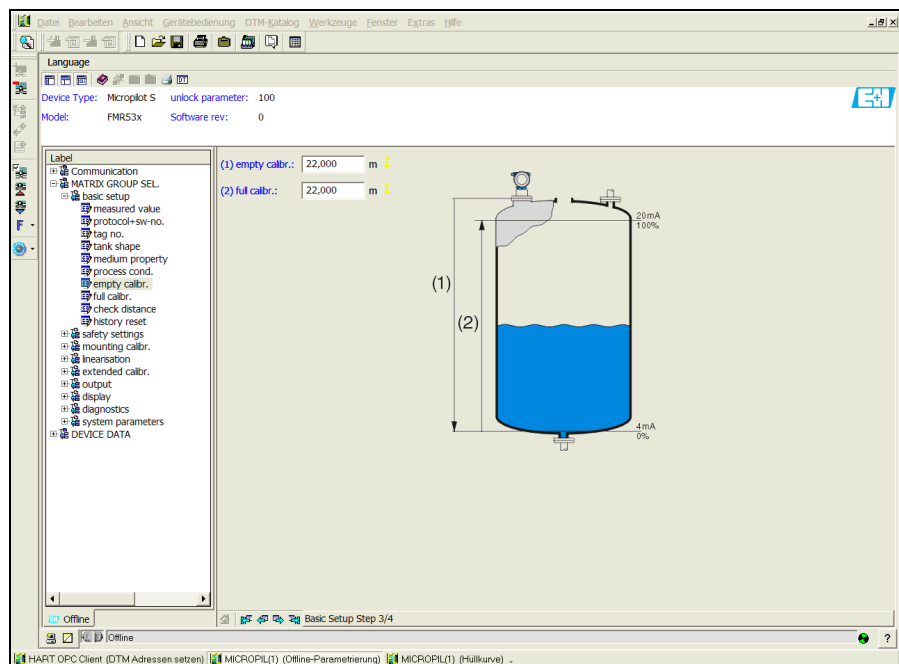 Datei Bearbeiten Ansicht Gerätebedienung DTM-Katalog Werkzeuge Fenster Extras Hilfe
Language
Device Type: Micropilot S unlock parameter: 100
Model: FMR53x Software rev: 0
E+H
Label
Communication
MATRIX GROUP SEL.
basic setup
measured value
protocol+sw-no.
tag no.
tank shape
medium property
process cond.
empty calibr.
full calibr.
check distance
history reset
safety settings
mounting calibr.
linearisation
extended calibr.
output
display
diagnostics
system parameters
DEVICE DATA
(1) empty calibr.: 22,000 m
(2) full calibr.: 22,000 m
20mA
100%
(1)
(2)
4mA
0%
F
Offline
Basic Setup Step 3/4
Offline
?
HART OPC Client (DTM Adressen setzen) MICROPIL(1) (Offline-Parametrierung) MICROPIL(1) (Hüllkurve)